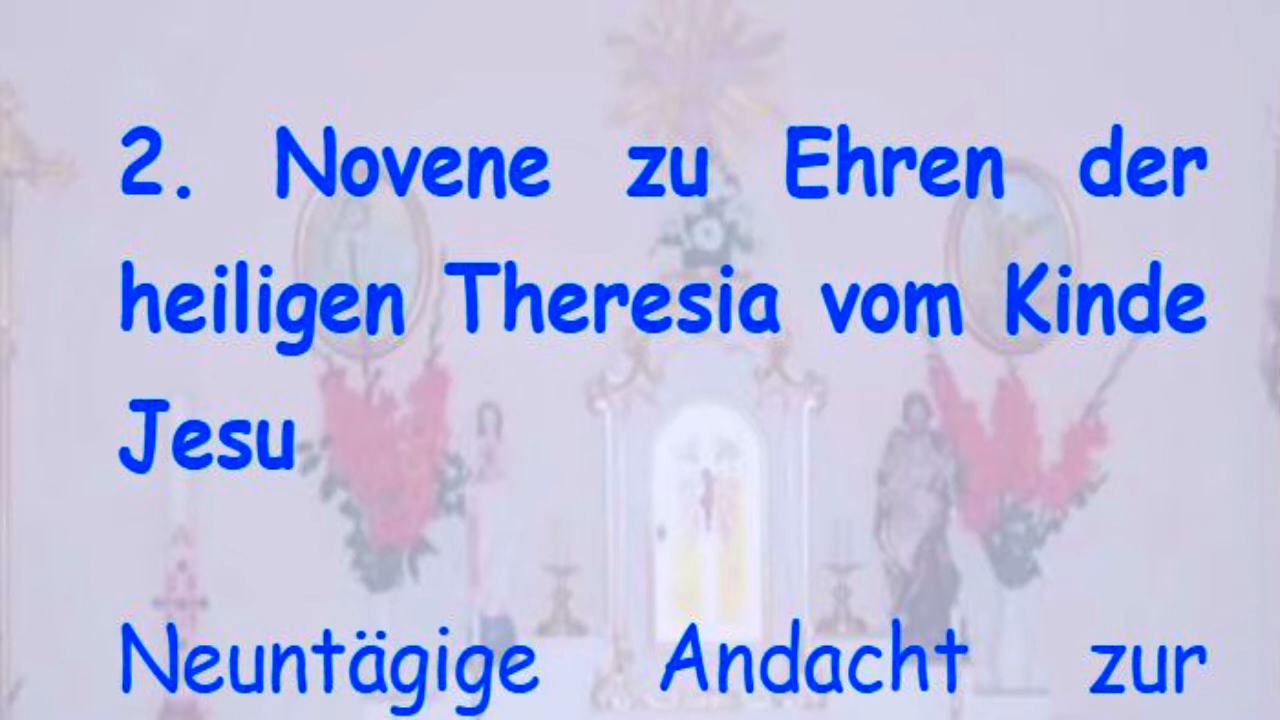 2. Novene zu Ehren der
heiligen Theresia vom Kinde
Jesu
Neuntägige Andacht zur